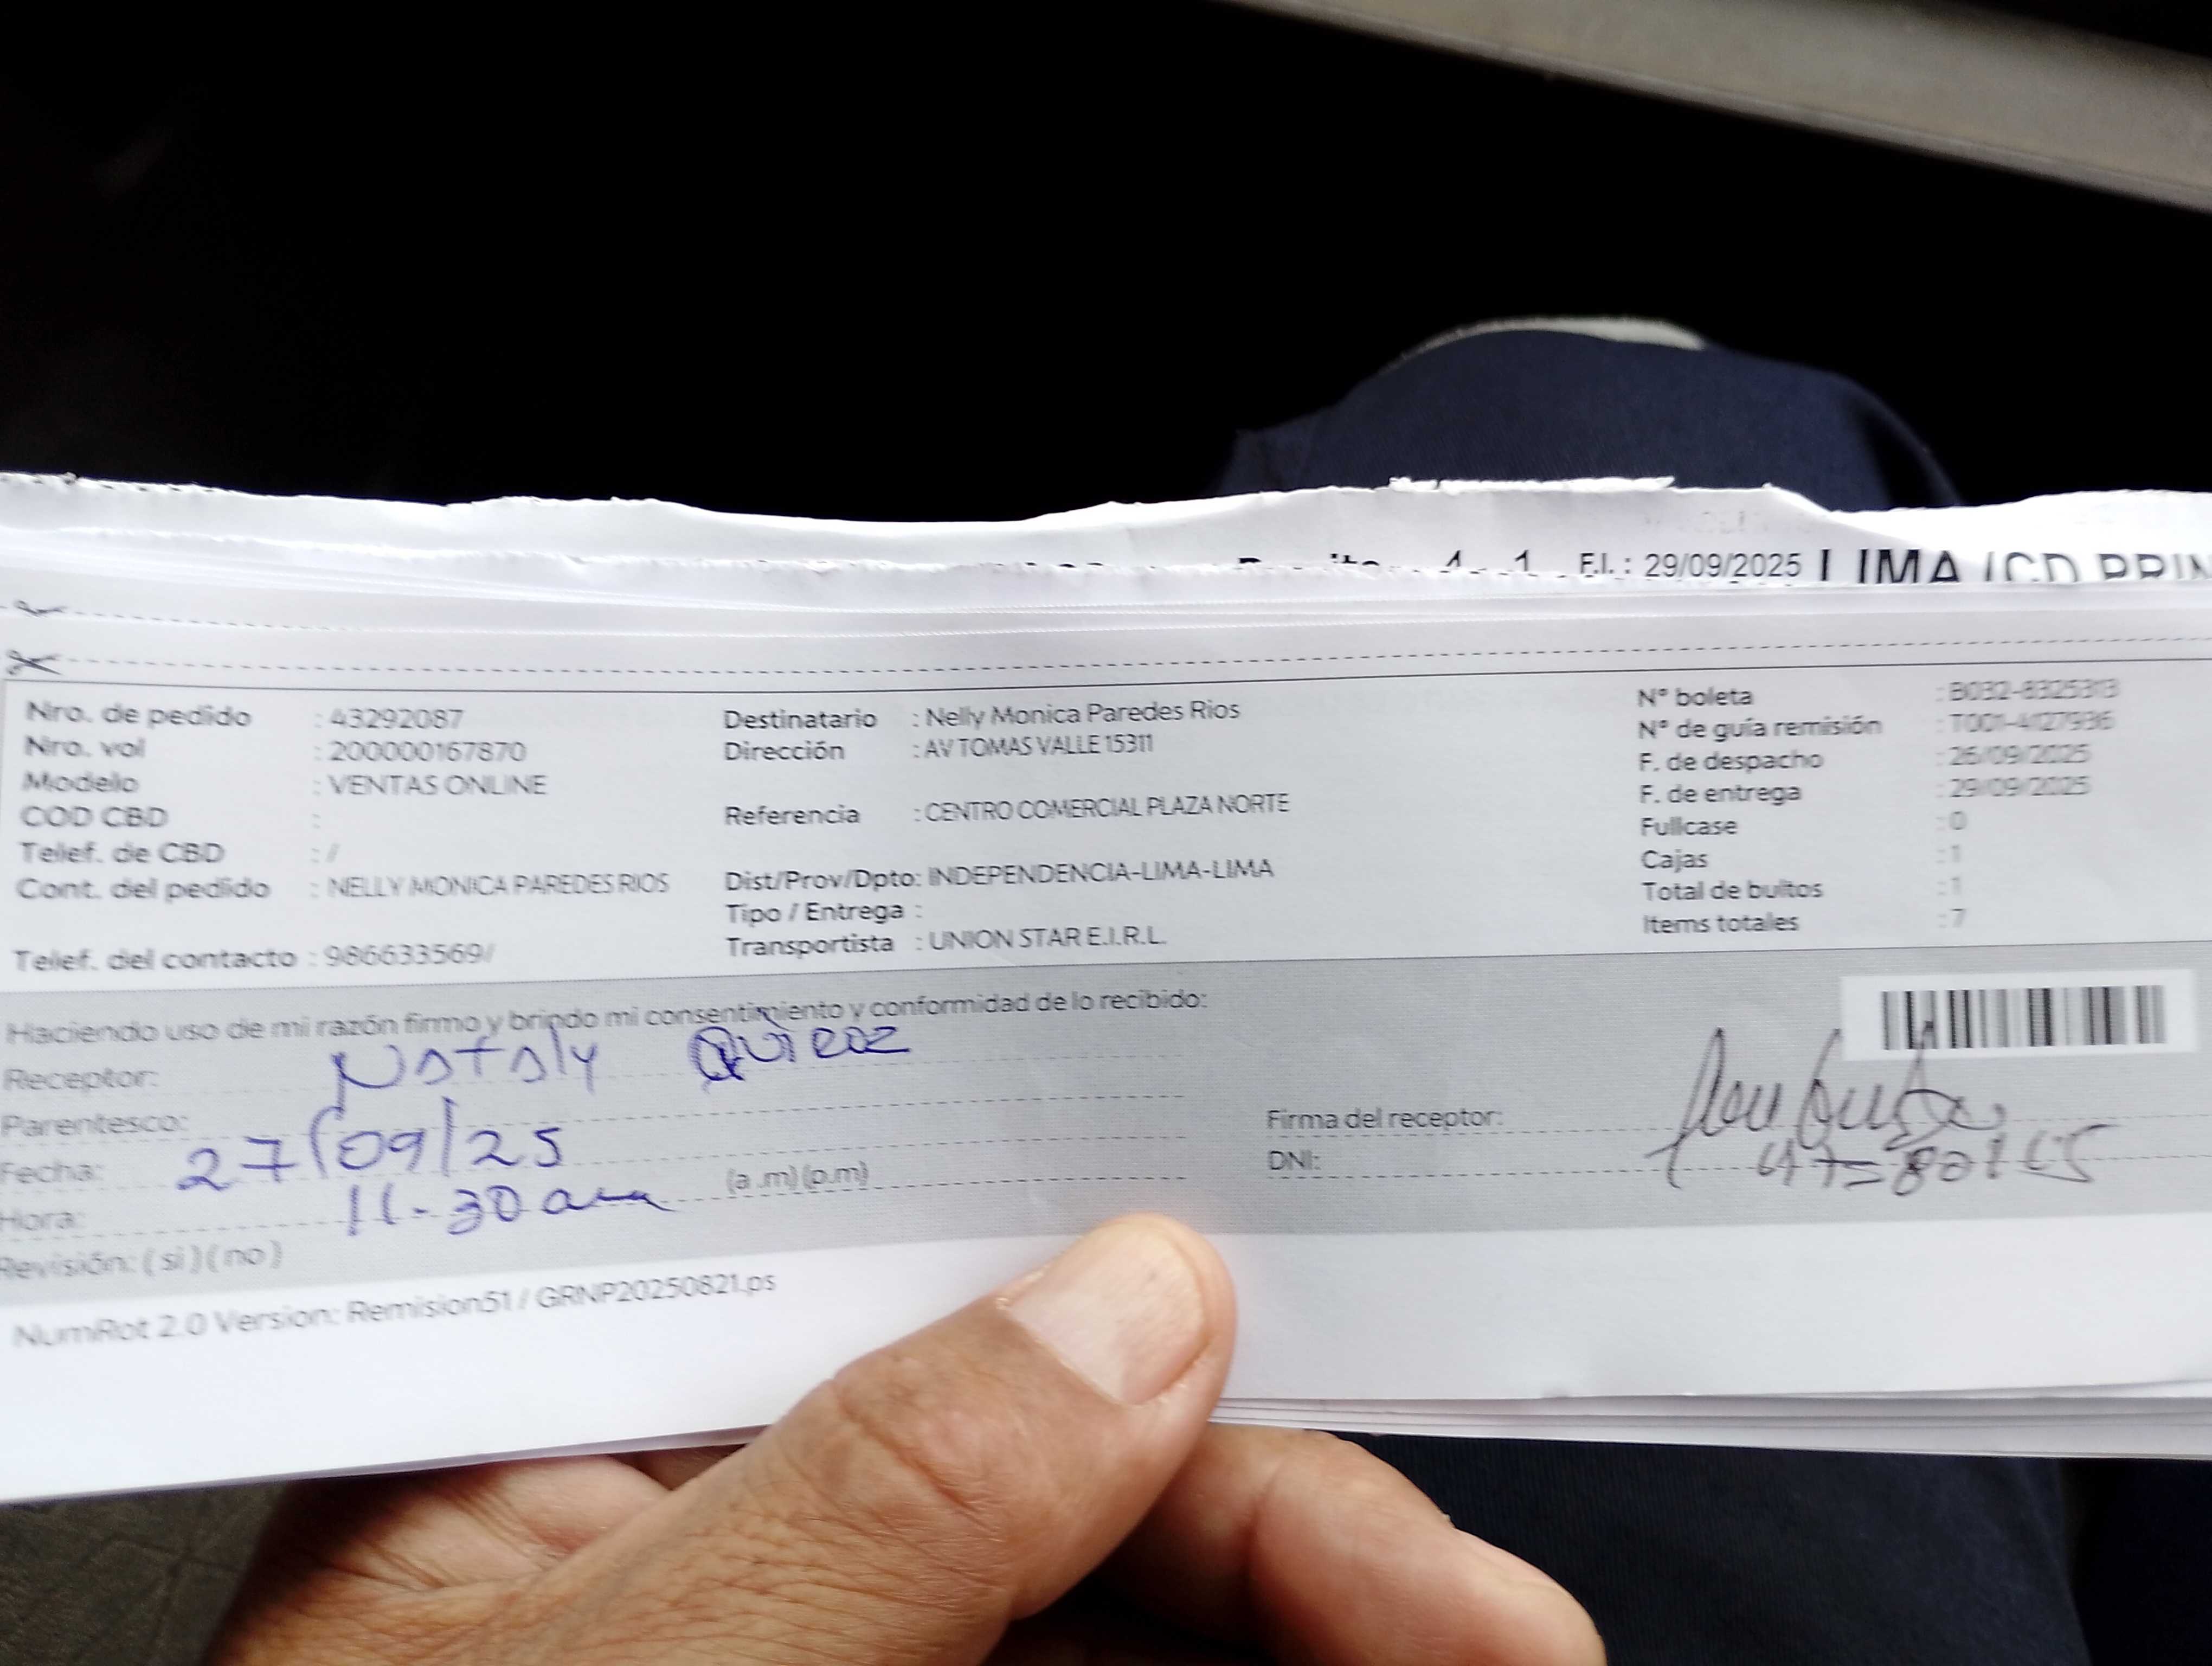 F.I. : 29/09/2025 LIMA (CD PRIN
Nro. de pedido : 43292087
Nro. vol : 200000167870
Modelo : VENTAS ONLINE
COD CBD :
Telef. de CBD : /
Cont. del pedido : NELLY MONICA PAREDES RIOS
Telef. del contacto : 986633569/
Destinatario : Nelly Monica Paredes Rios
Dirección : AV TOMAS VALLE 15311
Referencia : CENTRO COMERCIAL PLAZA NORTE
Dist/Prov/Dpto: INDEPENDENCIA-LIMA-LIMA
Tipo / Entrega :
Transportista : UNION STAR E.I.R.L.
N° boleta : B032-8325313
N° de guía remisión : T001-4127936
F. de despacho : 26/09/2025
F. de entrega : 29/09/2025
Fullcase : 0
Cajas : 1
Total de bultos : 1
Items totales : 7
Haciendo uso de mi razón firmo y brindo mi consentimiento y conformidad de lo recibido:
Receptor: Nataly Quiroz
Parentesco:
Fecha: 27/09/25
Hora: 11-30 am (a .m) (p.m)
Revisión: ( si ) ( no )
Firma del receptor:
DNI:
NumRot 2.0 Version: Remision51 / GRNP20250821.ps